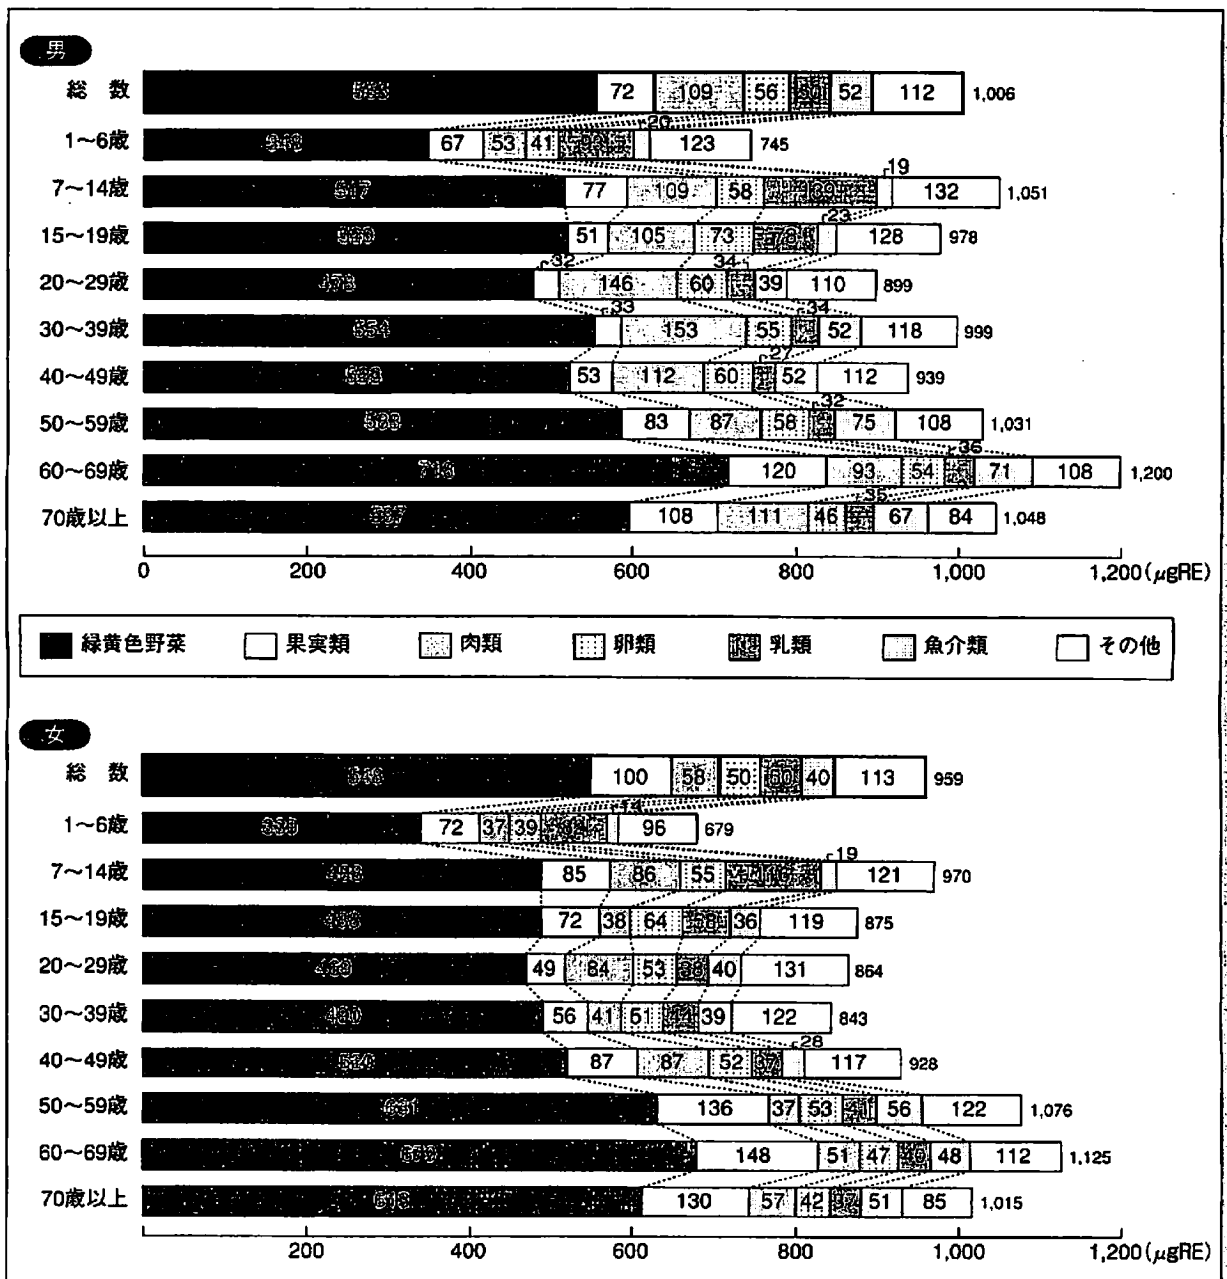 男
総数 72 109 56 52 112 1,006
20
1～6歳 67 53 41 123 745
19
7～14歳 77 109 58 132 1,051
23
15～19歳 51 105 73 128 978
32 34
20～29歳 146 60 39 110 899
33 34
30～39歳 153 55 52 118 999
27
40～49歳 53 112 60 52 112 939
32
50～59歳 83 87 58 75 108 1,031
36
60～69歳 120 93 54 71 108 1,200
35
70歳以上 108 111 46 67 84 1,048
0 200 400 600 800 1,000 1,200(μgRE)
緑黄色野菜 果実類 肉類 卵類 乳類 魚介類 その他
女
総数 100 58 50 40 113 959
14
1～6歳 72 37 39 96 679
19
7～14歳 85 86 55 121 970
15～19歳 72 38 64 58 36 119 875
20～29歳 49 84 53 38 40 131 864
30～39歳 56 41 51 39 122 843
28
40～49歳 87 87 52 37 117 928
50～59歳 136 37 53 41 56 122 1,076
60～69歳 148 51 47 48 112 1,125
70歳以上 130 57 42 37 51 85 1,015
200 400 600 800 1,000 1,200(μgRE)